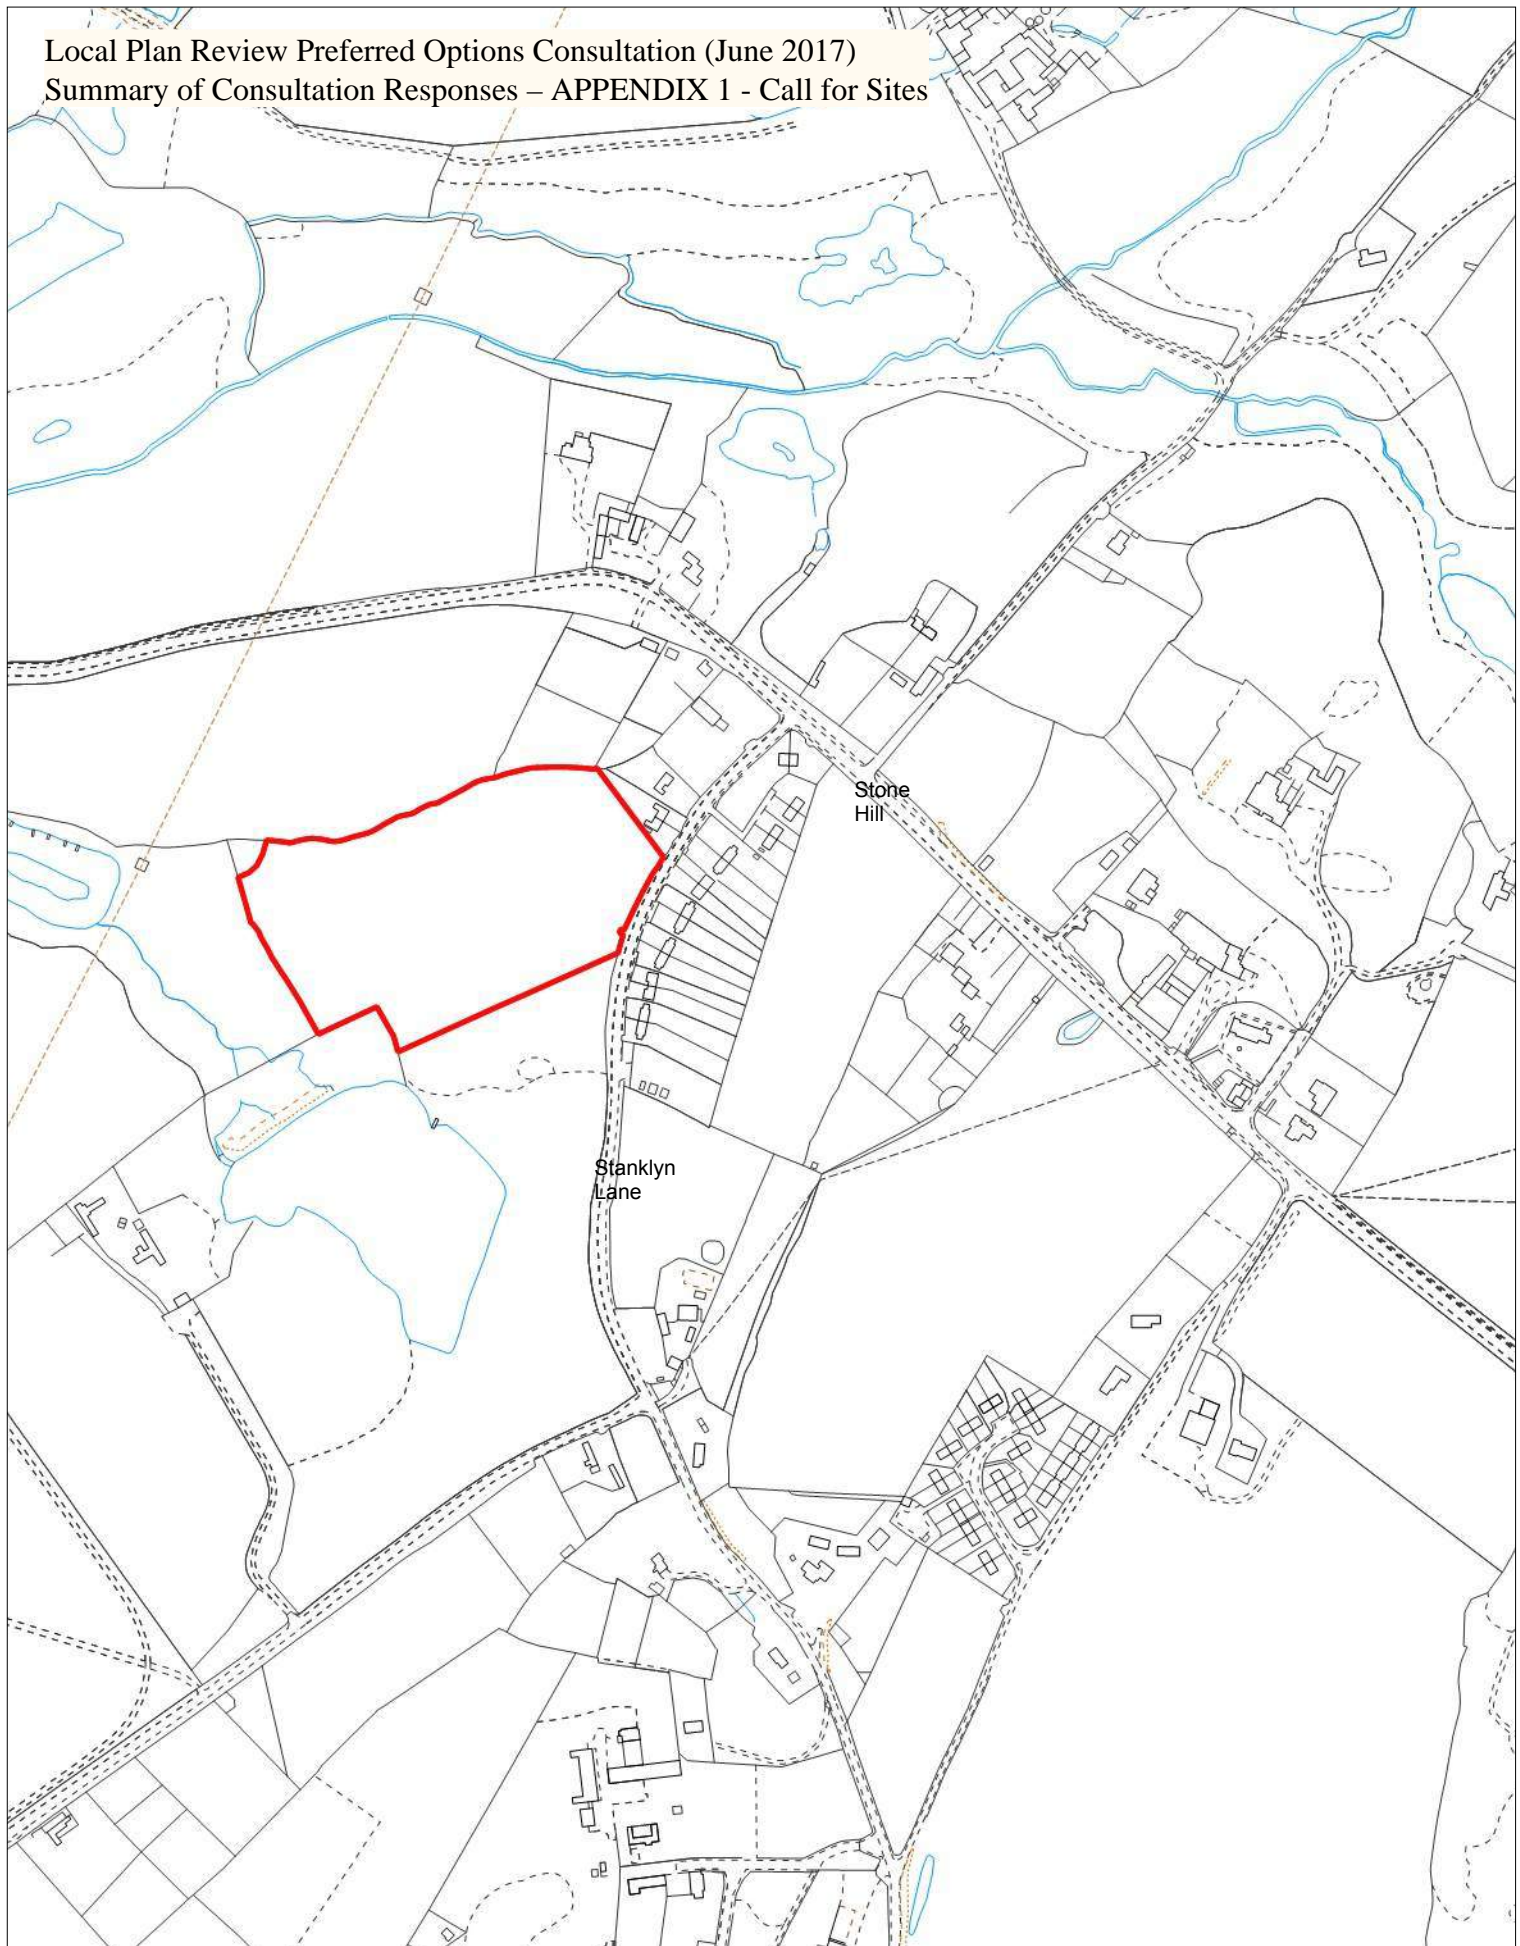 Local Plan Review Preferred Options Consultation (June 2017)
Summary of Consultation Responses – APPENDIX 1 - Call for Sites
Stone
Hill
Stanklyn
Lane